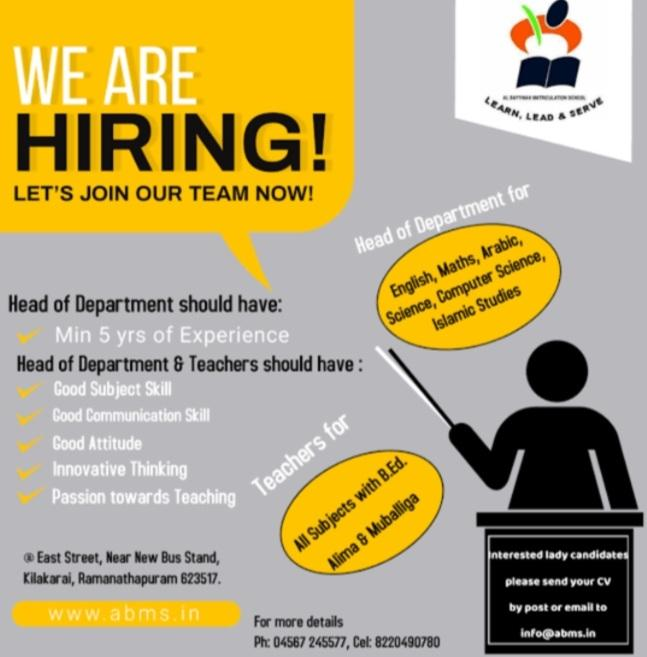 WE ARE
HIRING!
LET'S JOIN OUR TEAM NOW!
AL BAYYINAH MATRICULATION SCHOOL
LEARN, LEAD & SERVE
Head of Department for
English, Maths, Arabic,
Science, Computer Science,
Islamic Studies
Head of Department should have:
Min 5 yrs of Experience
Head of Department & Teachers should have :
Good Subject Skill
Good Communication Skill
Good Attitude
Innovative Thinking
Passion towards Teaching
Teachers for
All Subjects with B.Ed.
Alima & Muballiga
@ East Street, Near New Bus Stand,
Kilakarai, Ramanathapuram 623517.
www.abms.in
For more details
Ph: 04567 245577, Cel: 8220490780
Interested lady candidates
please send your CV
by post or email to
info@abms.in